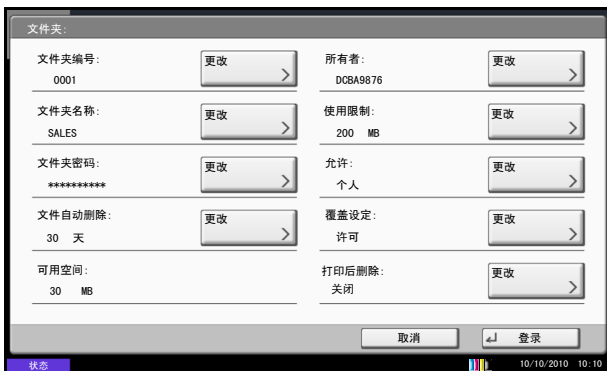 文件夹:
文件夹编号:
0001
更改
所有者:
DCBA9876
更改
文件夹名称:
SALES
更改
使用限制:
200 MB
更改
文件夹密码:
**********
更改
允许:
个人
更改
文件自动删除:
30 天
更改
覆盖设定:
许可
更改
可用空间:
30 MB
打印后删除:
关闭
更改
取消
登录
状态
10/10/2010 10:10